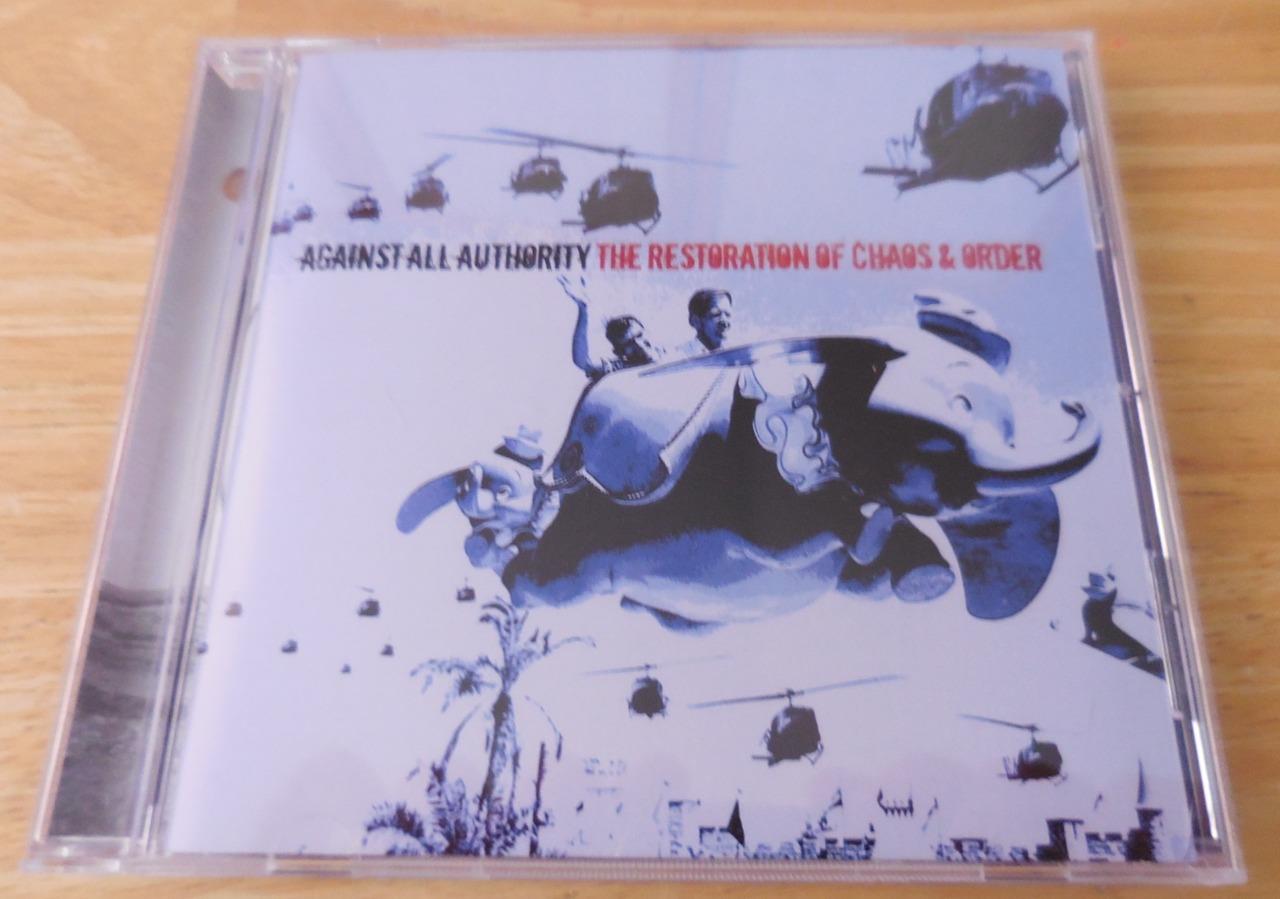 AGAINST ALL AUTHORITY THE RESTORATION OF CHAOS & ORDER